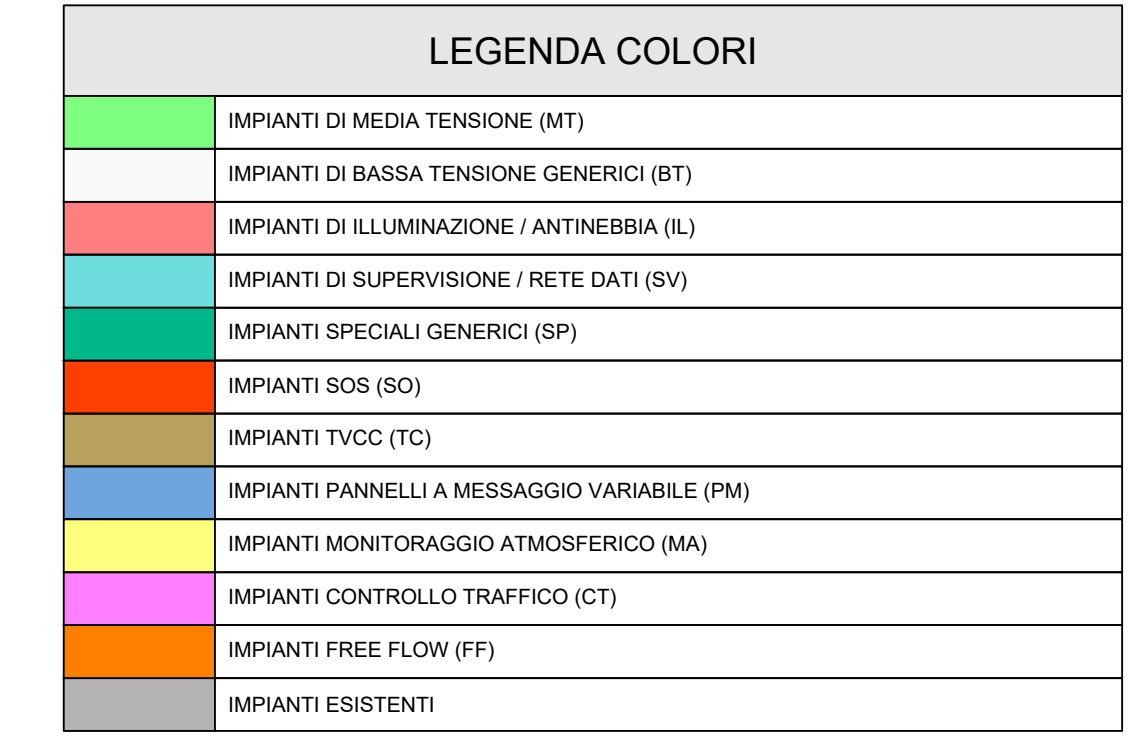 LEGENDA COLORI
IMPIANTI DI MEDIA TENSIONE (MT)
IMPIANTI DI BASSA TENSIONE GENERICI (BT)
IMPIANTI DI ILLUMINAZIONE / ANTINEBBIA (IL)
IMPIANTI DI SUPERVISIONE / RETE DATI (SV)
IMPIANTI SPECIALI GENERICI (SP)
IMPIANTI SOS (SO)
IMPIANTI TVCC (TC)
IMPIANTI PANNELLI A MESSAGGIO VARIABILE (PM)
IMPIANTI MONITORAGGIO ATMOSFERICO (MA)
IMPIANTI CONTROLLO TRAFFICO (CT)
IMPIANTI FREE FLOW (FF)
IMPIANTI ESISTENTI